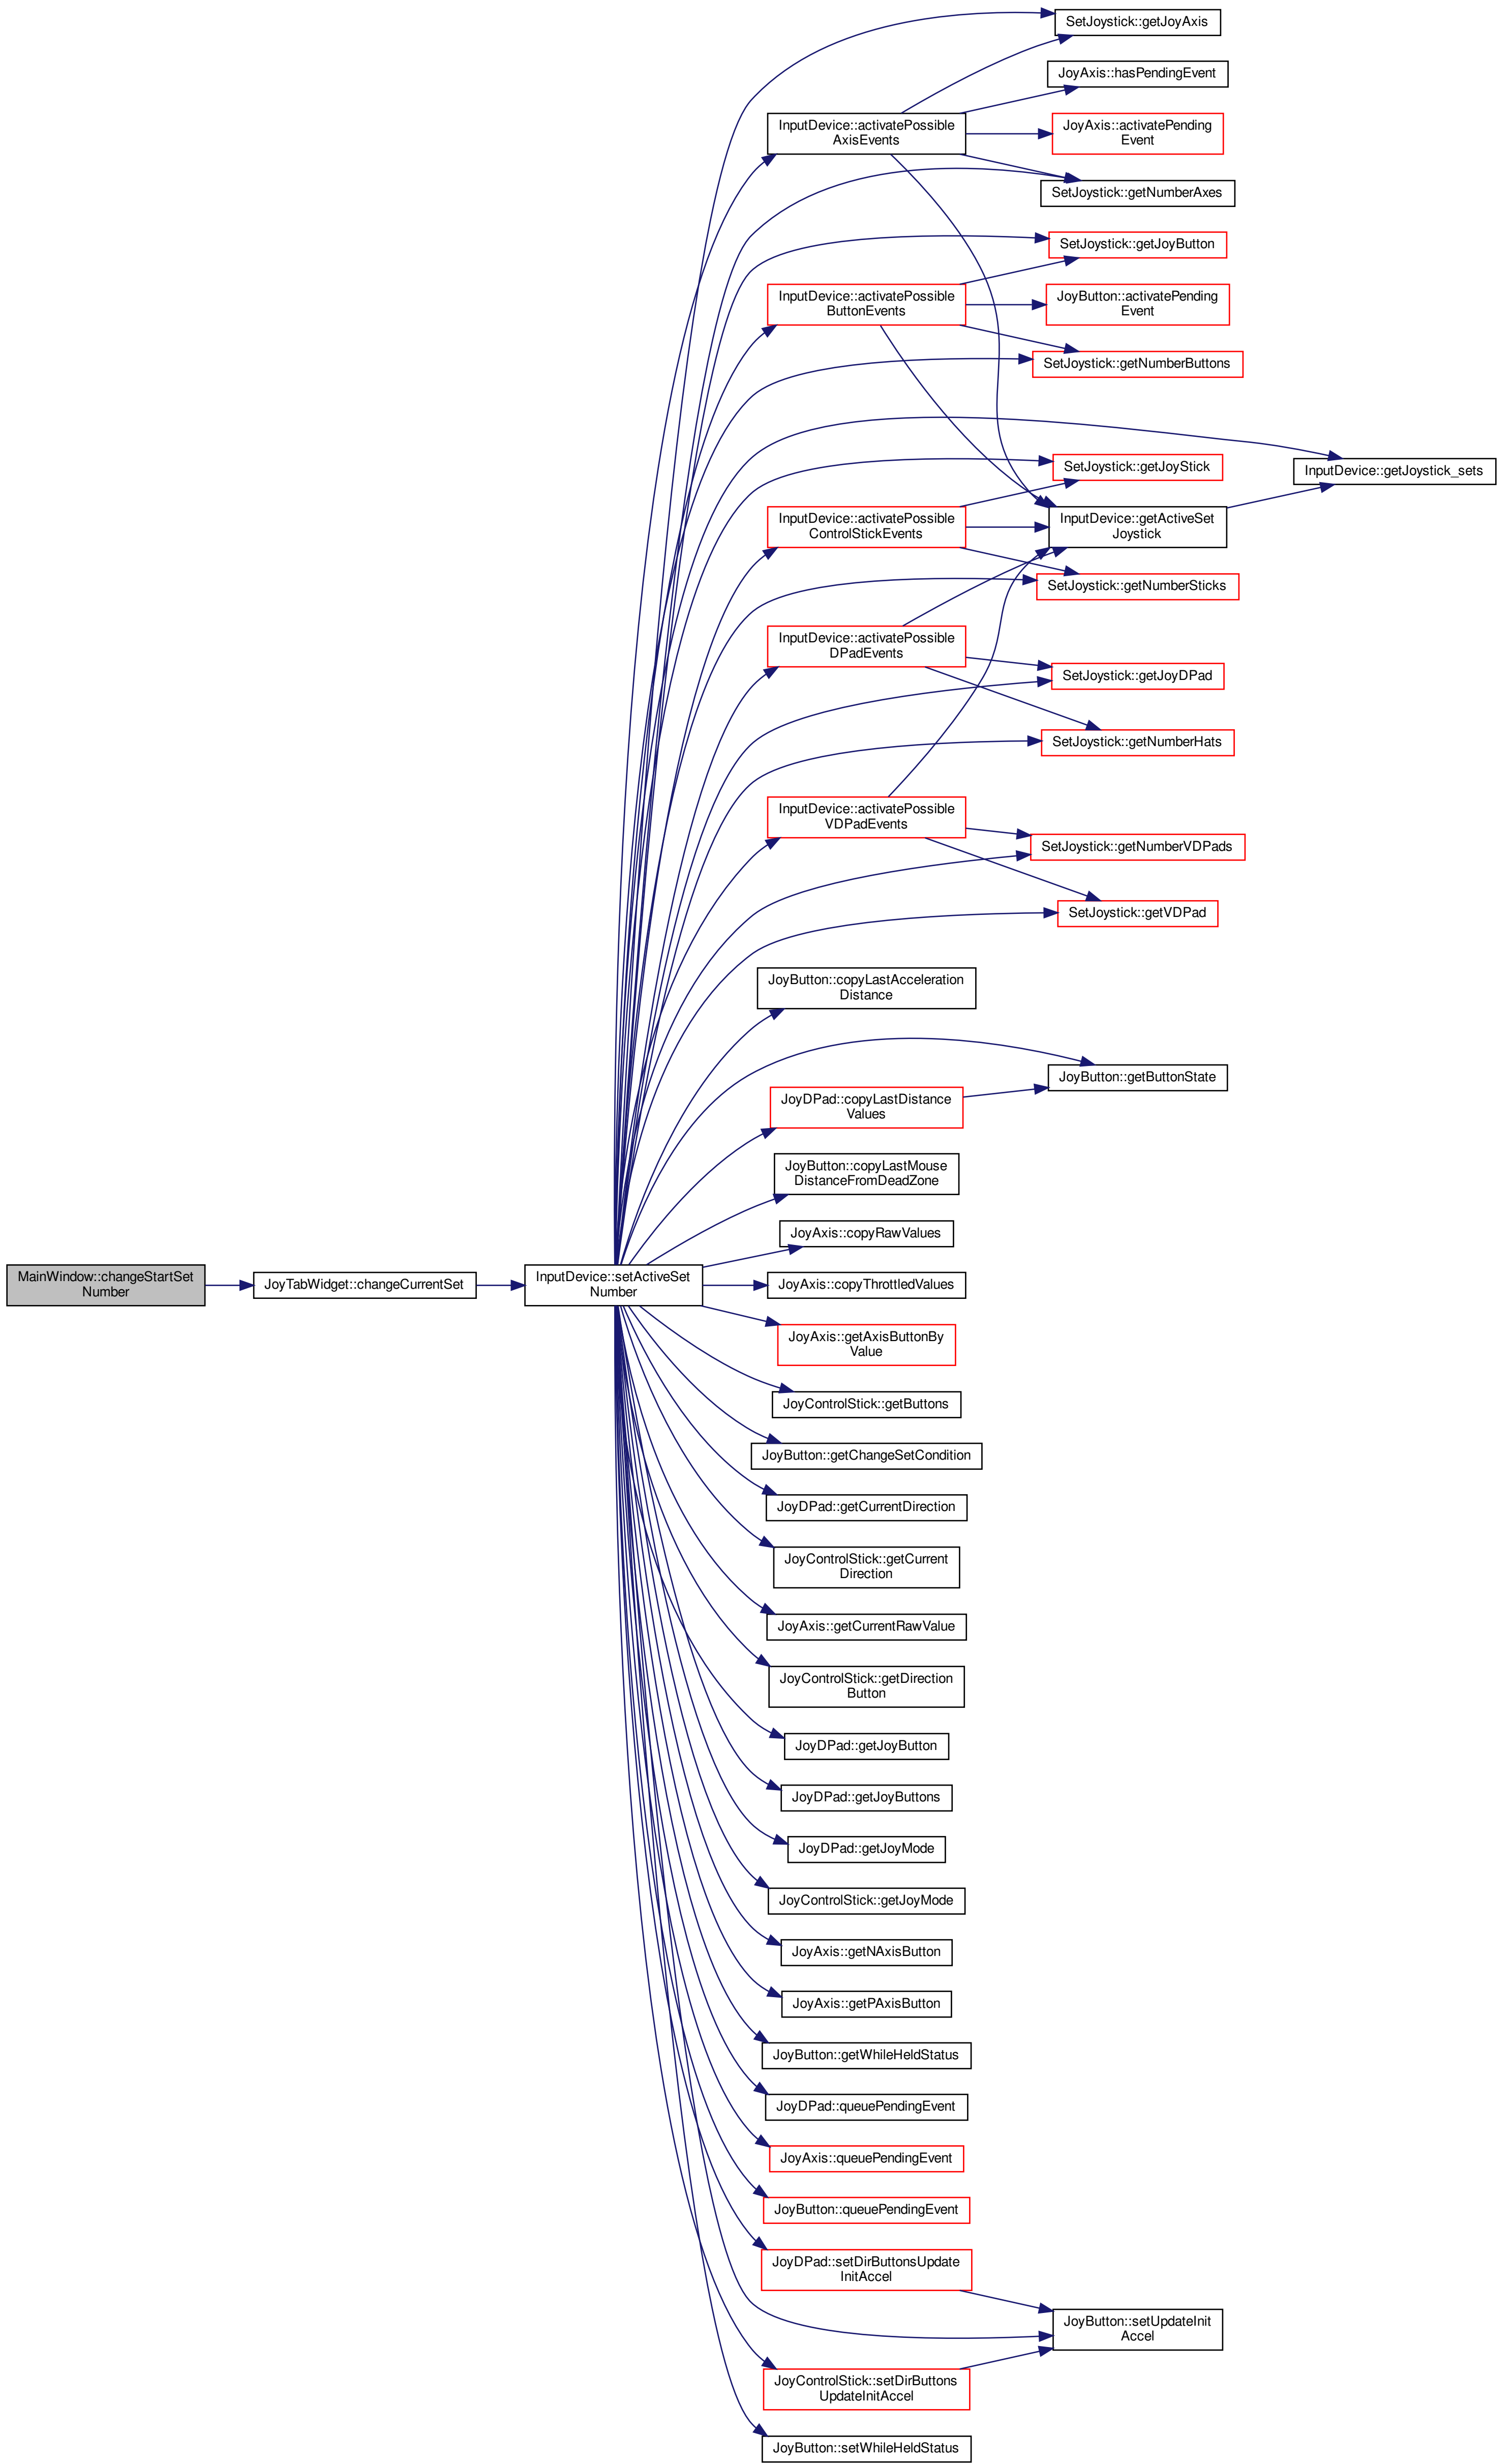 SetJoystick::getJoyAxis
JoyAxis::hasPendingEvent
InputDevice::activatePossible
AxisEvents
JoyAxis::activatePending
Event
SetJoystick::getNumberAxes
SetJoystick::getJoyButton
InputDevice::activatePossible
ButtonEvents
JoyButton::activatePending
Event
SetJoystick::getNumberButtons
SetJoystick::getJoyStick
InputDevice::getJoystick_sets
InputDevice::activatePossible
ControlStickEvents
InputDevice::getActiveSet
Joystick
SetJoystick::getNumberSticks
InputDevice::activatePossible
DPadEvents
SetJoystick::getJoyDPad
SetJoystick::getNumberHats
InputDevice::activatePossible
VDPadEvents
SetJoystick::getNumberVDPads
SetJoystick::getVDPad
JoyButton::copyLastAcceleration
Distance
JoyButton::getButtonState
JoyDPad::copyLastDistance
Values
JoyButton::copyLastMouse
DistanceFromDeadZone
JoyAxis::copyRawValues
MainWindow::changeStartSet
Number
JoyTabWidget::changeCurrentSet
InputDevice::setActiveSet
Number
JoyAxis::copyThrottledValues
JoyAxis::getAxisButtonBy
Value
JoyControlStick::getButtons
JoyButton::getChangeSetCondition
JoyDPad::getCurrentDirection
JoyControlStick::getCurrent
Direction
JoyAxis::getCurrentRawValue
JoyControlStick::getDirection
Button
JoyDPad::getJoyButton
JoyDPad::getJoyButtons
JoyDPad::getJoyMode
JoyControlStick::getJoyMode
JoyAxis::getNAxisButton
JoyAxis::getPAxisButton
JoyButton::getWhileHeldStatus
JoyDPad::queuePendingEvent
JoyAxis::queuePendingEvent
JoyButton::queuePendingEvent
JoyDPad::setDirButtonsUpdate
InitAccel
JoyButton::setUpdateInit
Accel
JoyControlStick::setDirButtons
UpdateInitAccel
JoyButton::setWhileHeldStatus